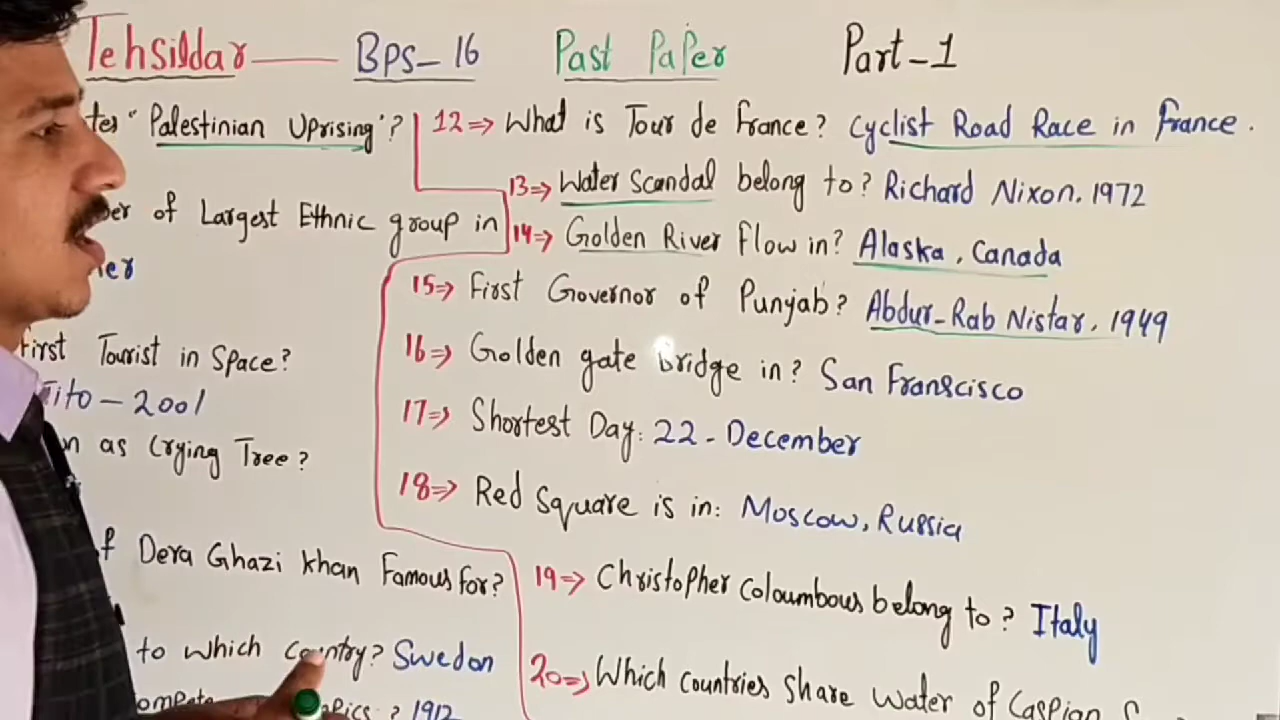 Tehsildar — BPS-16 Past Paper Part-1
"Palestinian Uprising"?
of Largest Ethnic group in
First Tourist in Space?
Tito - 2001
as Crying Tree?
of Dera Ghazi Khan Famous for?
to which country? Swedon
? 1912
12⇒ What is Tour de France? Cyclist Road Race in France.
13⇒ Water Scandal belong to? Richard Nixon. 1972
14⇒ Golden River Flow in? Alaska, Canada
15⇒ First Governor of Punjab? Abdur-Rab Nistar, 1949
16⇒ Golden gate bridge in? San Franscisco
17⇒ Shortest Day: 22-December
18⇒ Red Square is in: Moscow, Russia
19⇒ Christopher Coloumbous belong to? Italy
20⇒ Which countries Share Water of Caspian